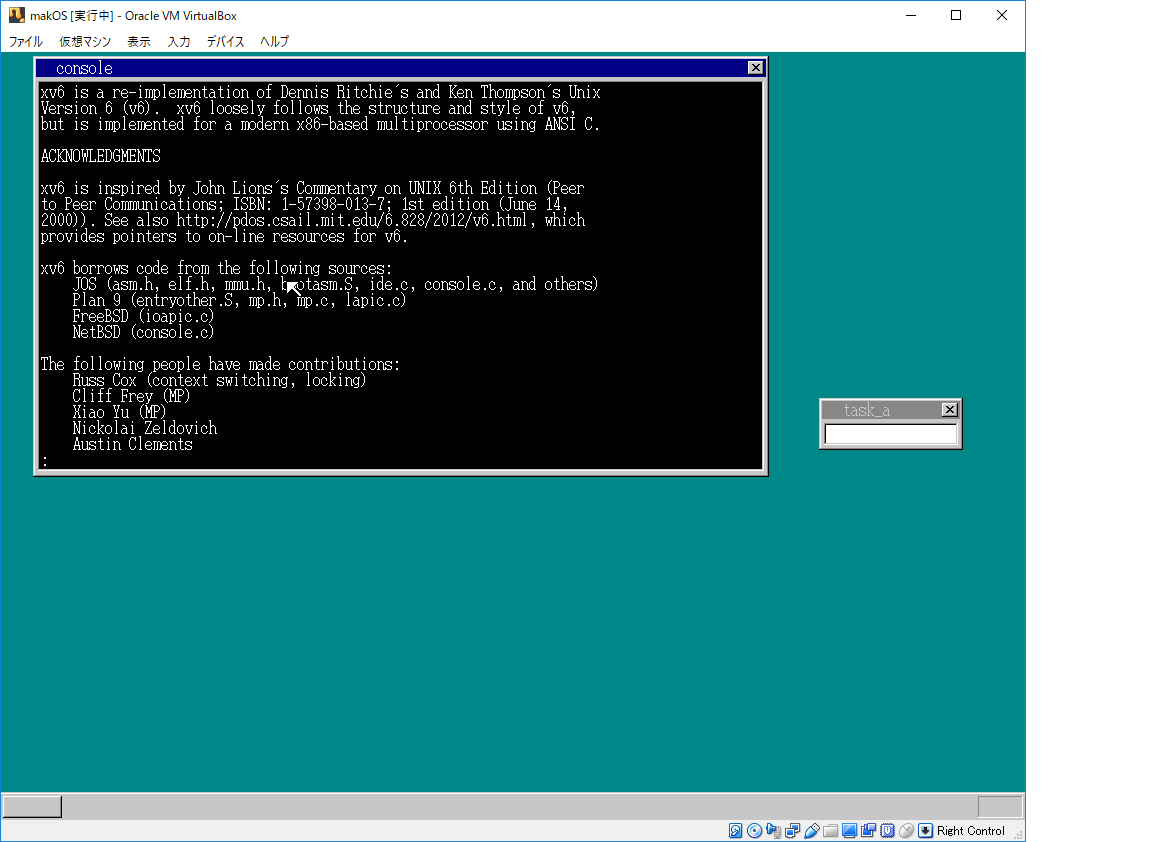 makOS [実行中] - Oracle VM VirtualBox
ファイル 仮想マシン 表示 入力 デバイス ヘルプ
console
xv6 is a re-implementation of Dennis Ritchie´s and Ken Thompson´s Unix
Version 6 (v6).  xv6 loosely follows the structure and style of v6,
but is implemented for a modern x86-based multiprocessor using ANSI C.
ACKNOWLEDGMENTS
xv6 is inspired by John Lions´s Commentary on UNIX 6th Edition (Peer
to Peer Communications; ISBN: 1-57398-013-7; 1st edition (June 14,
2000)). See also http://pdos.csail.mit.edu/6.828/2012/v6.html, which
provides pointers to on-line resources for v6.
xv6 borrows code from the following sources:
JOS (asm.h, elf.h, mmu.h, bootasm.S, ide.c, console.c, and others)
Plan 9 (entryother.S, mp.h, mp.c, lapic.c)
FreeBSD (ioapic.c)
NetBSD (console.c)
The following people have made contributions:
Russ Cox (context switching, locking)
Cliff Frey (MP)
Xiao Yu (MP)
Nickolai Zeldovich
Austin Clements
:
task_a
Right Control